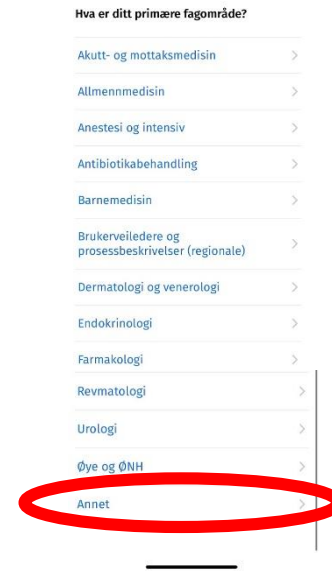 Hva er ditt primære fagområde?
Akutt- og mottaksmedisin
Allmennmedisin
Anestesi og intensiv
Antibiotikabehandling
Barnemedisin
Brukerveiledere og
prosessbeskrivelser (regionale)
Dermatologi og venerologi
Endokrinologi
Farmakologi
Revmatologi
Urologi
Øye og ØNH
Annet